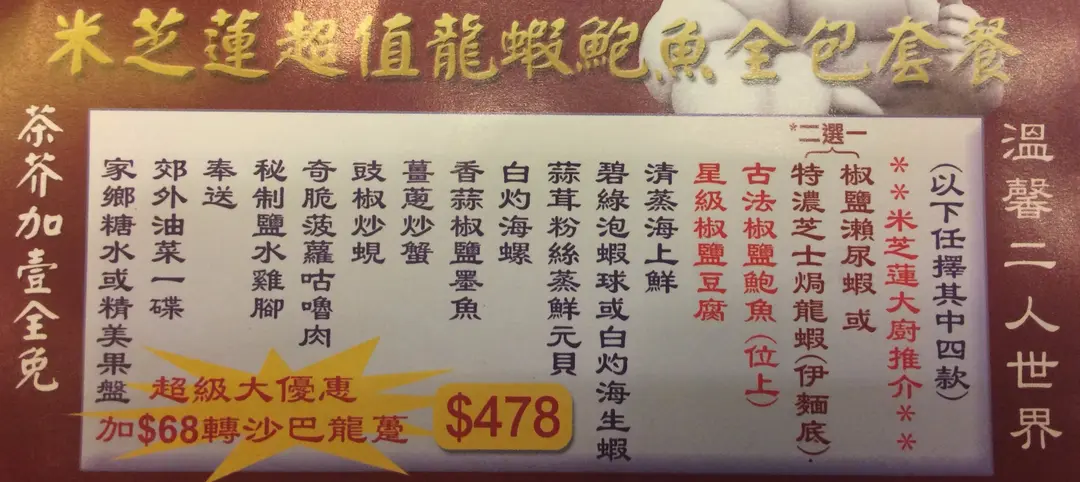 米芝蓮超值龍蝦鮑魚全包套餐
溫馨二人世界
(以下任擇其中四款)
**米芝蓮大廚推介**
*二選一
椒鹽瀨尿蝦 或
特濃芝士焗龍蝦(伊麵底)
古法椒鹽鮑魚(位上)
星級椒鹽豆腐
清蒸海上鮮
碧綠泡蝦球或白灼海生蝦
蒜茸粉絲蒸鮮元貝
白灼海螺
香蒜椒鹽墨魚
薑蔥炒蟹
豉椒炒蜆
奇脆菠蘿咕嚕肉
秘制鹽水雞腳
奉送
郊外油菜一碟
家鄉糖水或精美果盤
超級大優惠
加$68轉沙巴龍躉
$478
茶芥加壹全免